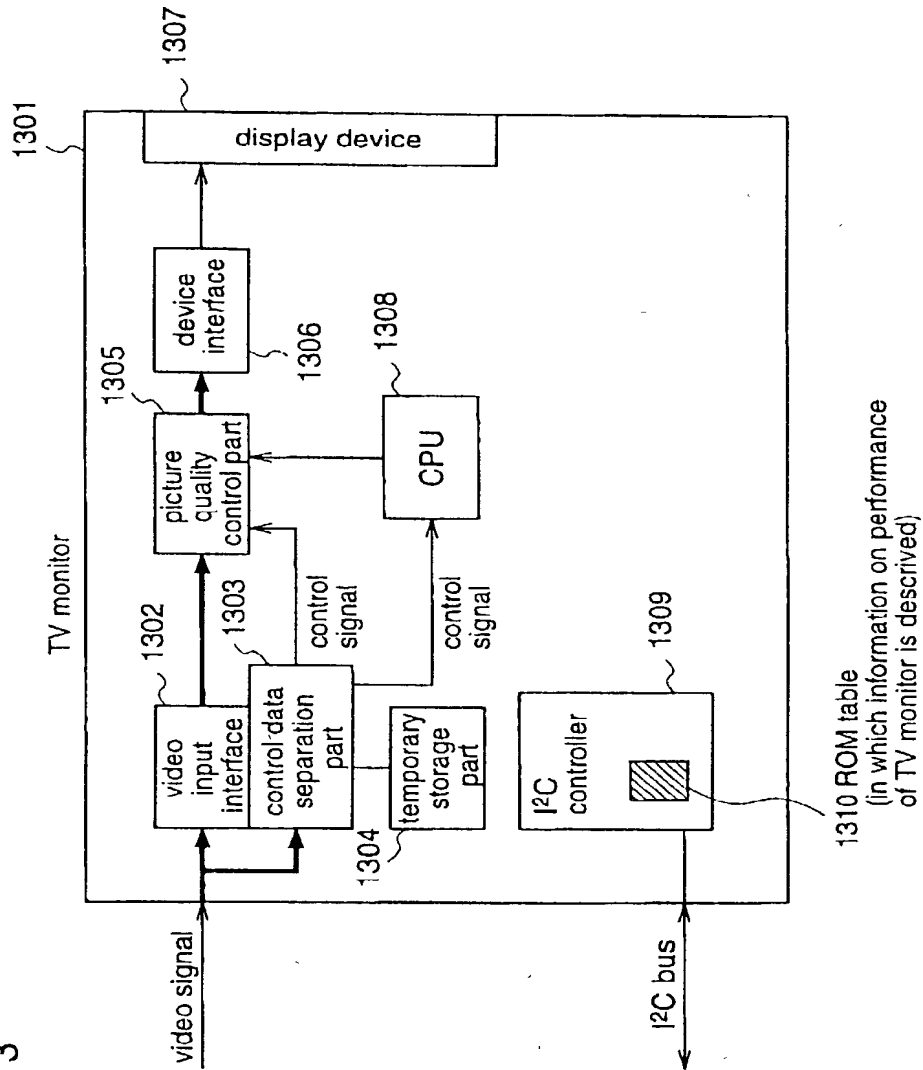 TV monitor
1301
1307
display device
device
interface
1306
1305
picture
quality
control part
1308
CPU
1302
video
input
interface
1303
control data
separation
part
control
signal
control
signal
temporary
storage
part
1304
1309
I²C
controller
1310 ROM table
(in which information on performance
of TV monitor is descrived)
video signal
I²C bus
3